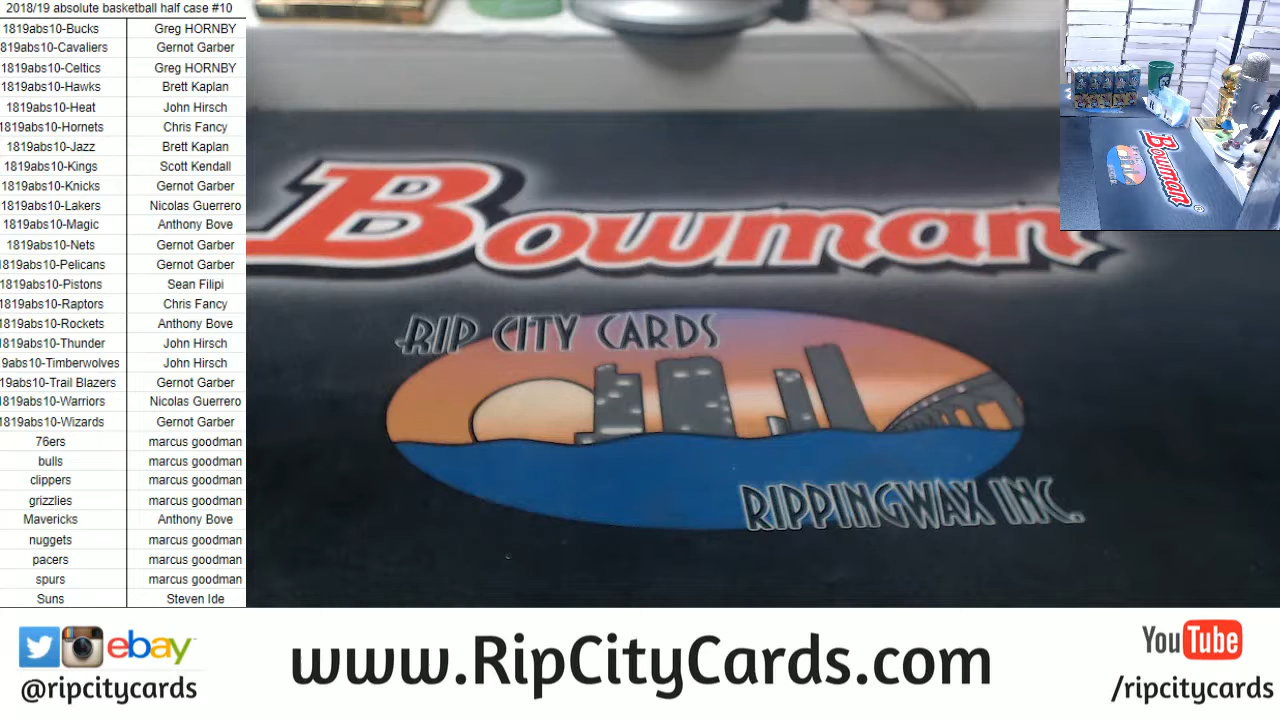 2018/19 absolute basketball half case #10
1819abs10-Bucks Greg HORNBY
819abs10-Cavaliers Gernot Garber
1819abs10-Celtics Greg HORNBY
1819abs10-Hawks Brett Kaplan
1819abs10-Heat John Hirsch
1819abs10-Hornets Chris Fancy
1819abs10-Jazz Brett Kaplan
1819abs10-Kings Scott Kendall
1819abs10-Knicks Gernot Garber
1819abs10-Lakers Nicolas Guerrero
1819abs10-Magic Anthony Bove
1819abs10-Nets Gernot Garber
1819abs10-Pelicans Gernot Garber
1819abs10-Pistons Sean Filipi
1819abs10-Raptors Chris Fancy
1819abs10-Rockets Anthony Bove
1819abs10-Thunder John Hirsch
9abs10-Timberwolves John Hirsch
19abs10-Trail Blazers Gernot Garber
819abs10-Warriors Nicolas Guerrero
819abs10-Wizards Gernot Garber
76ers marcus goodman
bulls marcus goodman
clippers marcus goodman
grizzlies marcus goodman
Mavericks Anthony Bove
nuggets marcus goodman
pacers marcus goodman
spurs marcus goodman
Suns Steven Ide
Bowman
RIP CITY CARDS
RIPPINGWAX INC.
Bowman
ebay
@ripcitycards
www.RipCityCards.com
YouTube
/ripcitycards